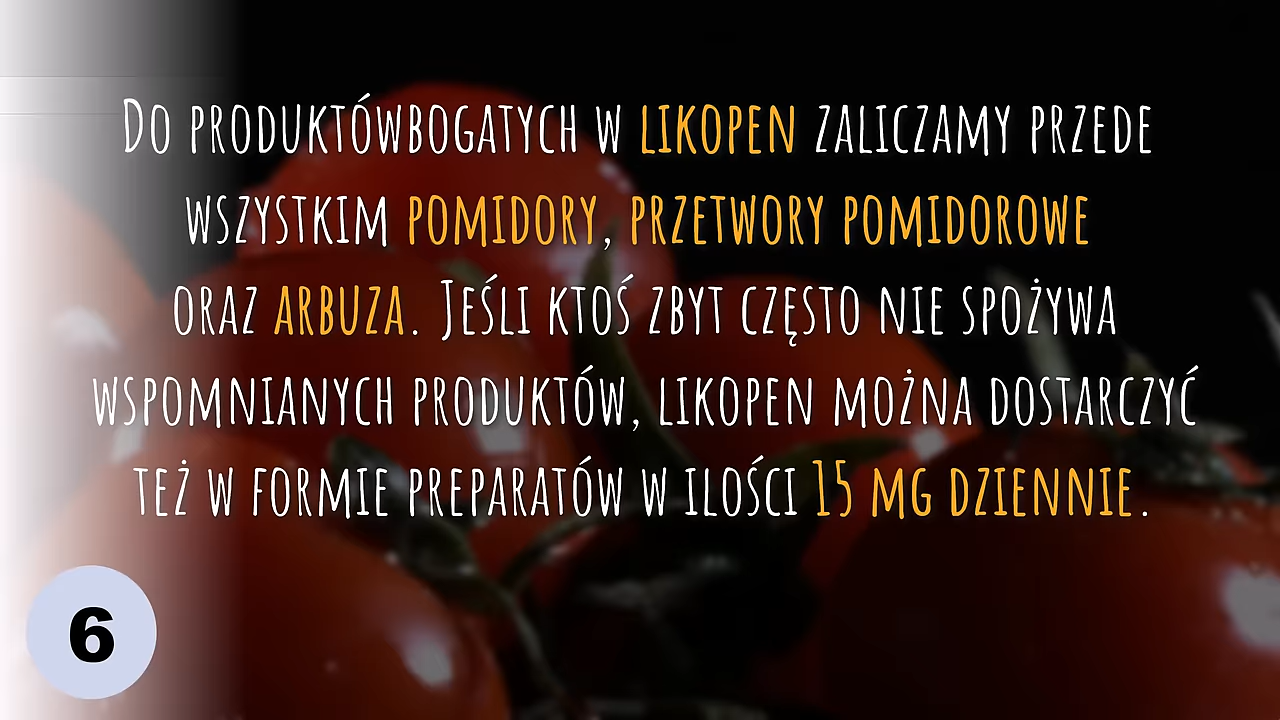 Do produktówbogatych w likopen zaliczamy przede
wszystkim pomidory, przetwory pomidorowe
oraz arbuza. Jeśli ktoś zbyt często nie spożywa
wspomnianych produktów, likopen można dostarczyć
też w formie preparatów w ilości 15 mg dziennie.
6